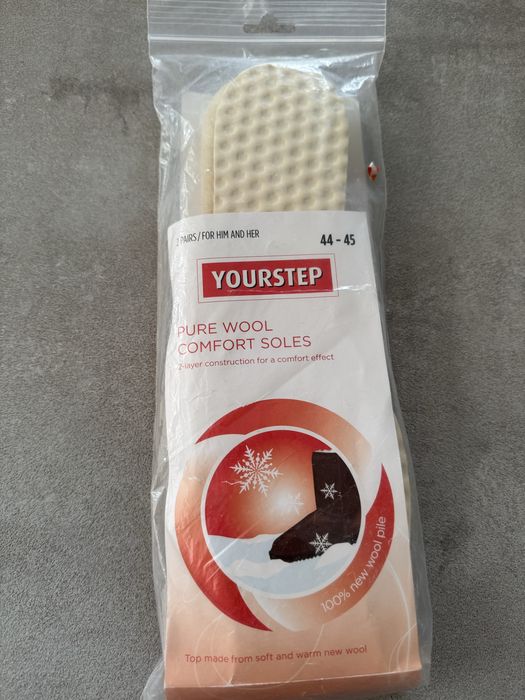 PAIRS/FOR HIM AND HER
44 - 45
YOURSTEP
PURE WOOL
COMFORT SOLES
2-layer construction for a comfort effect
100% new wool pile
Top made from soft and warm new wool